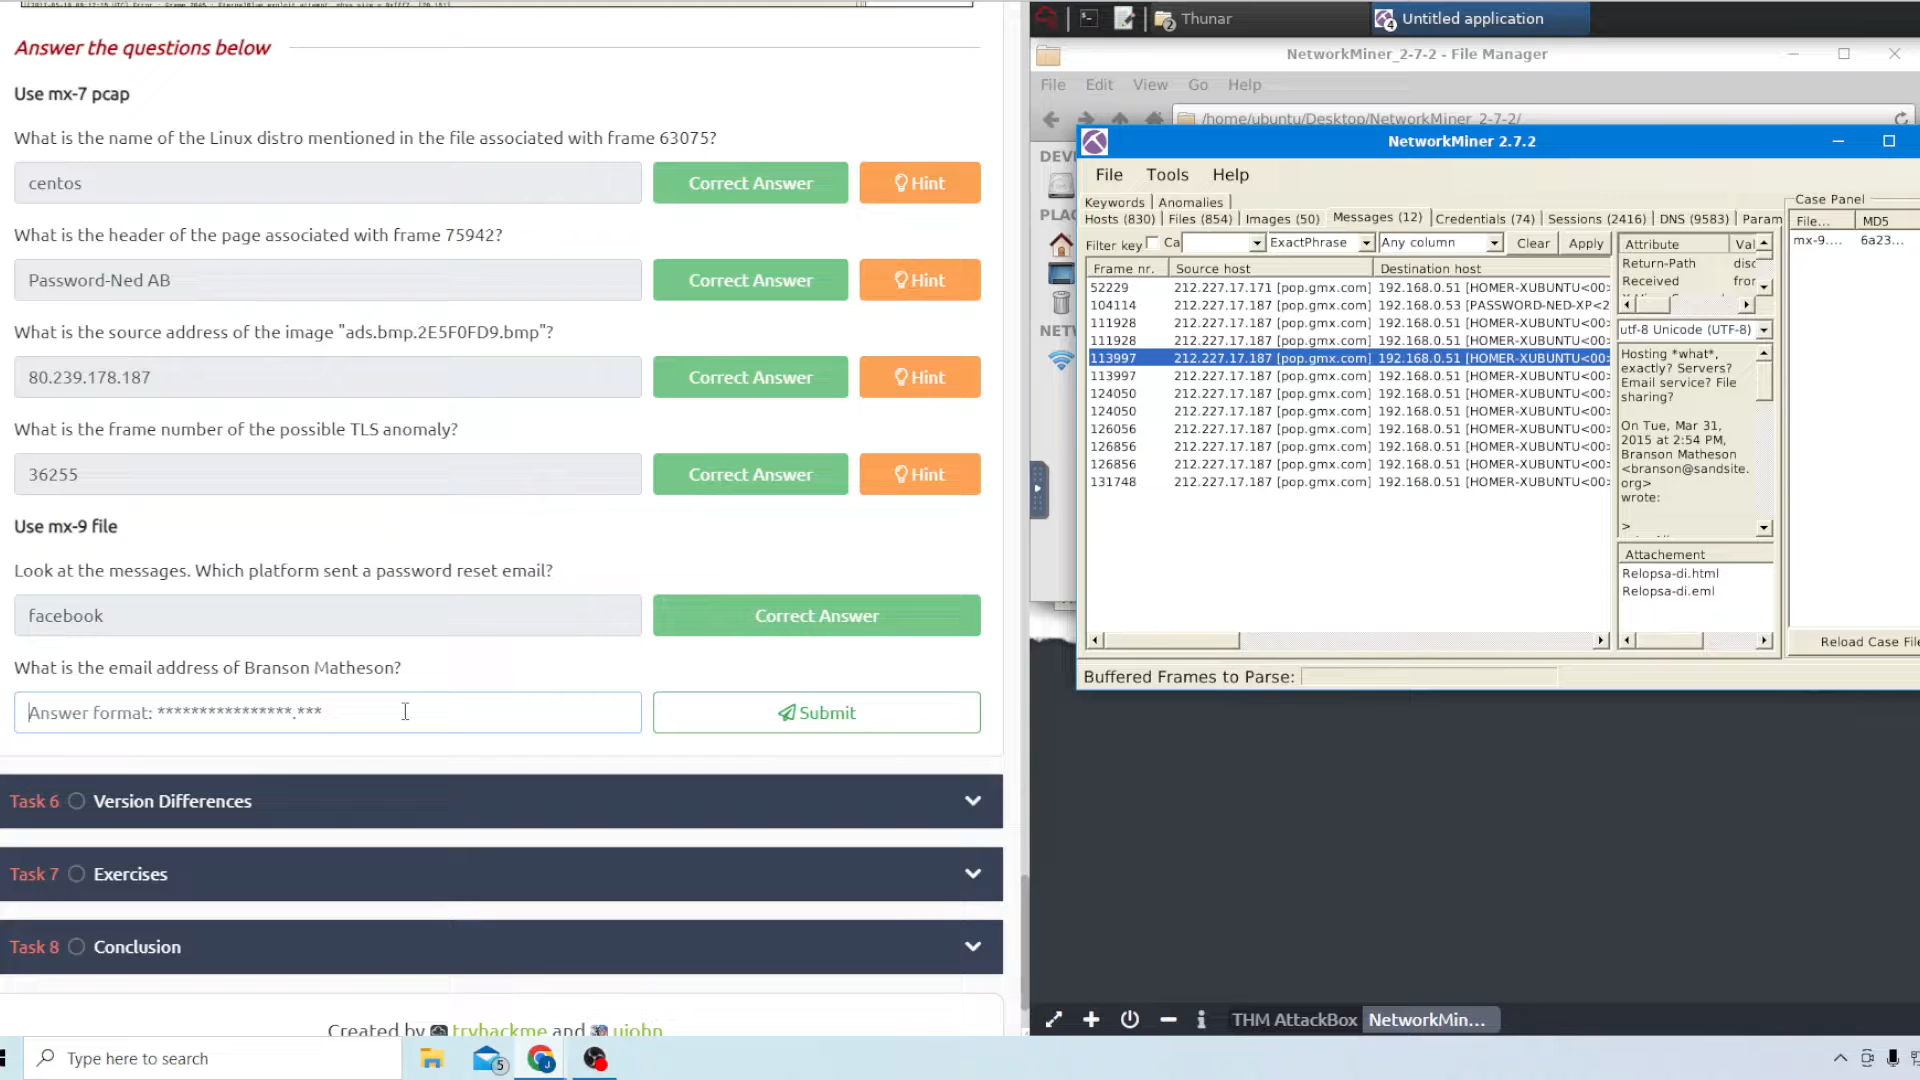 Answer the questions below
Use mx-7 pcap
What is the name of the Linux distro mentioned in the file associated with frame 63075?
centos
Correct Answer
Hint
What is the header of the page associated with frame 75942?
Password-Ned AB
Correct Answer
Hint
What is the source address of the image "ads.bmp.2E5F0FD9.bmp"?
80.239.178.187
Correct Answer
Hint
What is the frame number of the possible TLS anomaly?
36255
Correct Answer
Hint
Use mx-9 file
Look at the messages. Which platform sent a password reset email?
facebook
Correct Answer
What is the email address of Branson Matheson?
Answer format: ****************.***
Submit
Task 6 Version Differences
Task 7 Exercises
Task 8 Conclusion
Created by tryhackme and ujohn
Type here to search
5
Thunar
2
Untitled application
4
NetworkMiner_2-7-2 - File Manager
File Edit View Go Help
/home/ubuntu/Desktop/NetworkMiner_2-7-2/
DEV
PLAC
NETW
NetworkMiner 2.7.2
File Tools Help
Keywords Anomalies
Hosts (830) Files (854) Images (50) Messages (12) Credentials (74) Sessions (2416) DNS (9583) Param
Filter key Ca ExactPhrase Any column Clear Apply
Frame nr. Source host Destination host
52229 212.227.17.171 [pop.gmx.com] 192.168.0.51 [HOMER-XUBUNTU<00>
104114 212.227.17.187 [pop.gmx.com] 192.168.0.53 [PASSWORD-NED-XP<2
111928 212.227.17.187 [pop.gmx.com] 192.168.0.51 [HOMER-XUBUNTU<00>
111928 212.227.17.187 [pop.gmx.com] 192.168.0.51 [HOMER-XUBUNTU<00>
113997 212.227.17.187 [pop.gmx.com] 192.168.0.51 [HOMER-XUBUNTU<00>
113997 212.227.17.187 [pop.gmx.com] 192.168.0.51 [HOMER-XUBUNTU<00>
124050 212.227.17.187 [pop.gmx.com] 192.168.0.51 [HOMER-XUBUNTU<00>
124050 212.227.17.187 [pop.gmx.com] 192.168.0.51 [HOMER-XUBUNTU<00>
126056 212.227.17.187 [pop.gmx.com] 192.168.0.51 [HOMER-XUBUNTU<00>
126856 212.227.17.187 [pop.gmx.com] 192.168.0.51 [HOMER-XUBUNTU<00>
126856 212.227.17.187 [pop.gmx.com] 192.168.0.51 [HOMER-XUBUNTU<00>
131748 212.227.17.187 [pop.gmx.com] 192.168.0.51 [HOMER-XUBUNTU<00>
Attribute Val
Return-Path disc
Received fror
utf-8 Unicode (UTF-8)
Hosting *what*,
exactly? Servers?
Email service? File
sharing?
On Tue, Mar 31,
2015 at 2:54 PM,
Branson Matheson
<branson@sandsite.
org>
wrote:
>
Attachement
Relopsa-di.html
Relopsa-di.eml
Case Panel
File... MD5
mx-9.... 6a23...
Reload Case File
Buffered Frames to Parse:
THM AttackBox
NetworkMin...